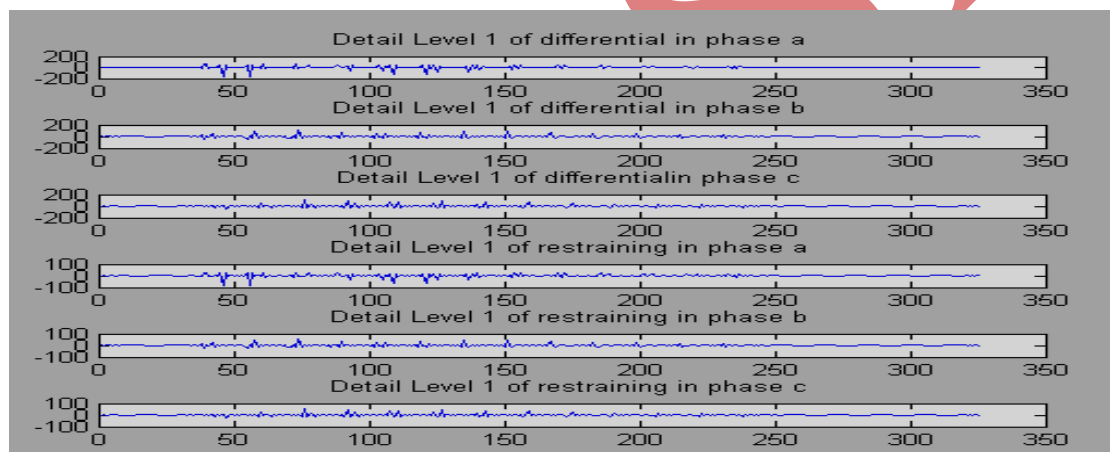 Detail Level 1 of differential in phase a
200
0
-200
0 50 100 150 200 250 300 350
Detail Level 1 of differential in phase b
200
0
-200
0 50 100 150 200 250 300 350
Detail Level 1 of differentialin phase c
200
0
-200
0 50 100 150 200 250 300 350
Detail Level 1 of restraining in phase a
100
0
-100
0 50 100 150 200 250 300 350
Detail Level 1 of restraining in phase b
100
0
-100
0 50 100 150 200 250 300 350
Detail Level 1 of restraining in phase c
100
0
-100
0 50 100 150 200 250 300 350